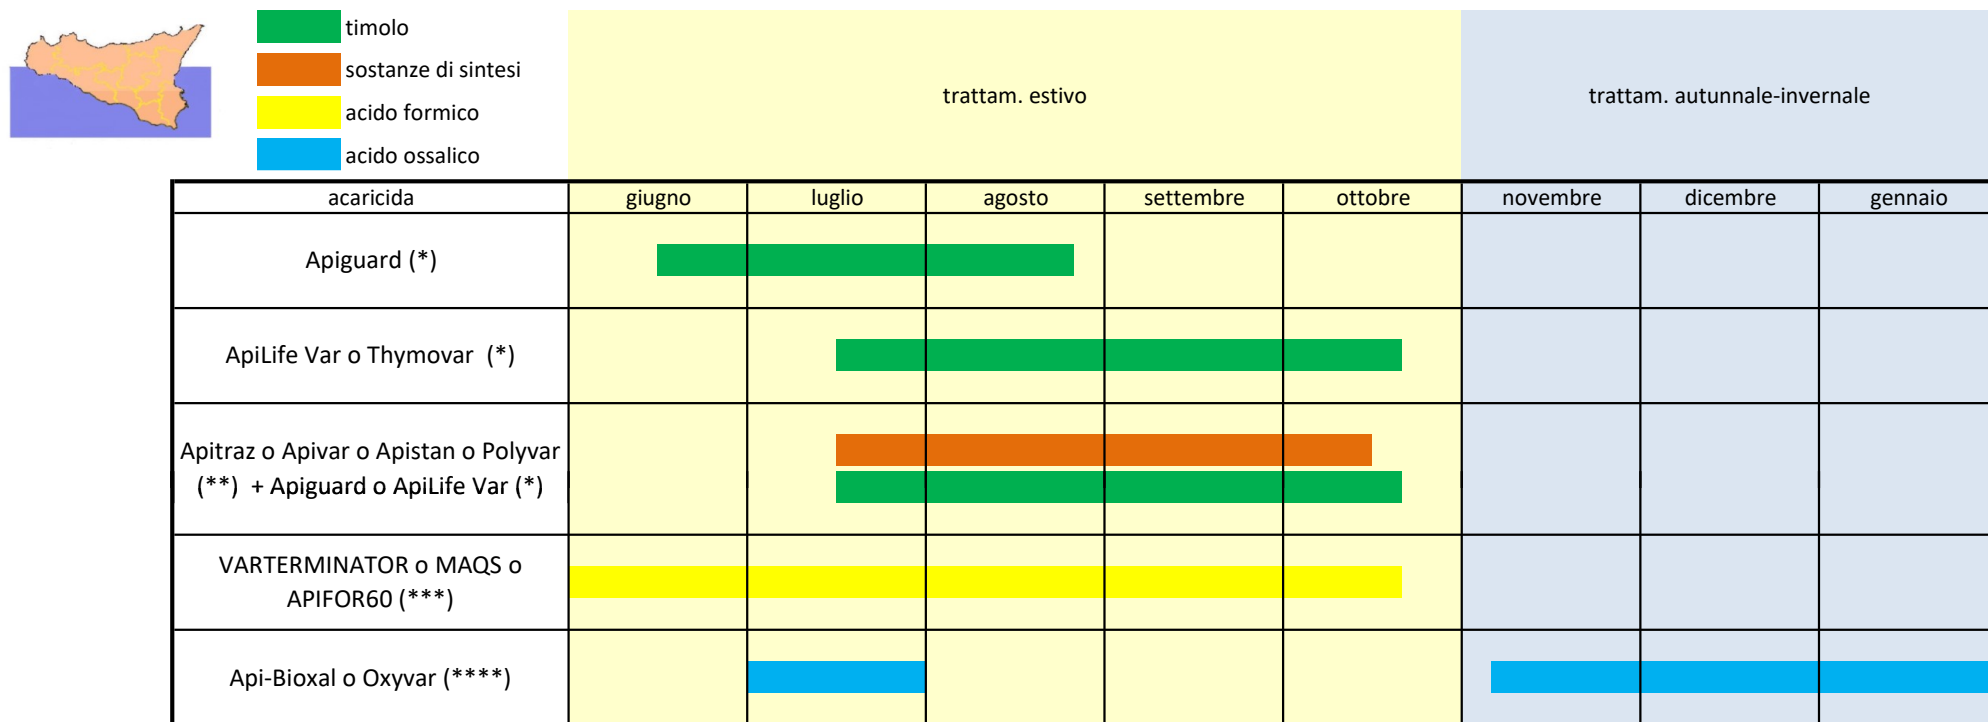 timolo
sostanze di sintesi
acido formico
acido ossalico
trattam. estivo
trattam. autunnale-invernale
acaricida
giugno
luglio
agosto
settembre
ottobre
novembre
dicembre
gennaio
Apiguard (*)
ApiLife Var o Thymovar (*)
Apitraz o Apivar o Apistan o Polyvar
(**) + Apiguard o ApiLife Var (*)
VARTERMINATOR o MAQS o
APIFOR60 (***)
Api-Bioxal o Oxyvar (****)